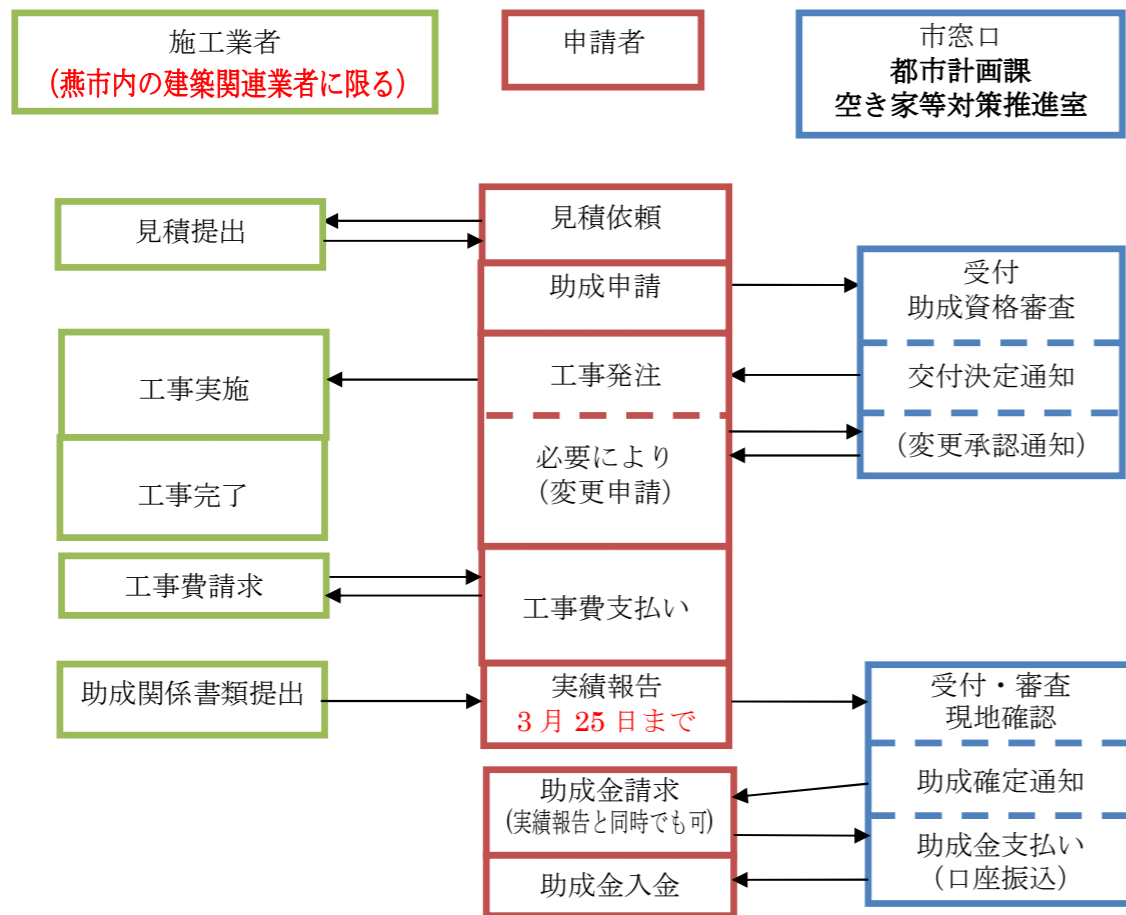 施工業者
（燕市内の建築関連業者に限る）
申請者
市窓口
都市計画課
空き家等対策推進室
見積提出
見積依頼
助成申請
受付
助成資格審査
工事実施
工事発注
交付決定通知
必要により
（変更申請）
（変更承認通知）
工事完了
工事費請求
工事費支払い
助成関係書類提出
実績報告
3 月 25 日まで
受付・審査
現地確認
助成金請求
（実績報告と同時でも可）
助成確定通知
助成金支払い
（口座振込）
助成金入金